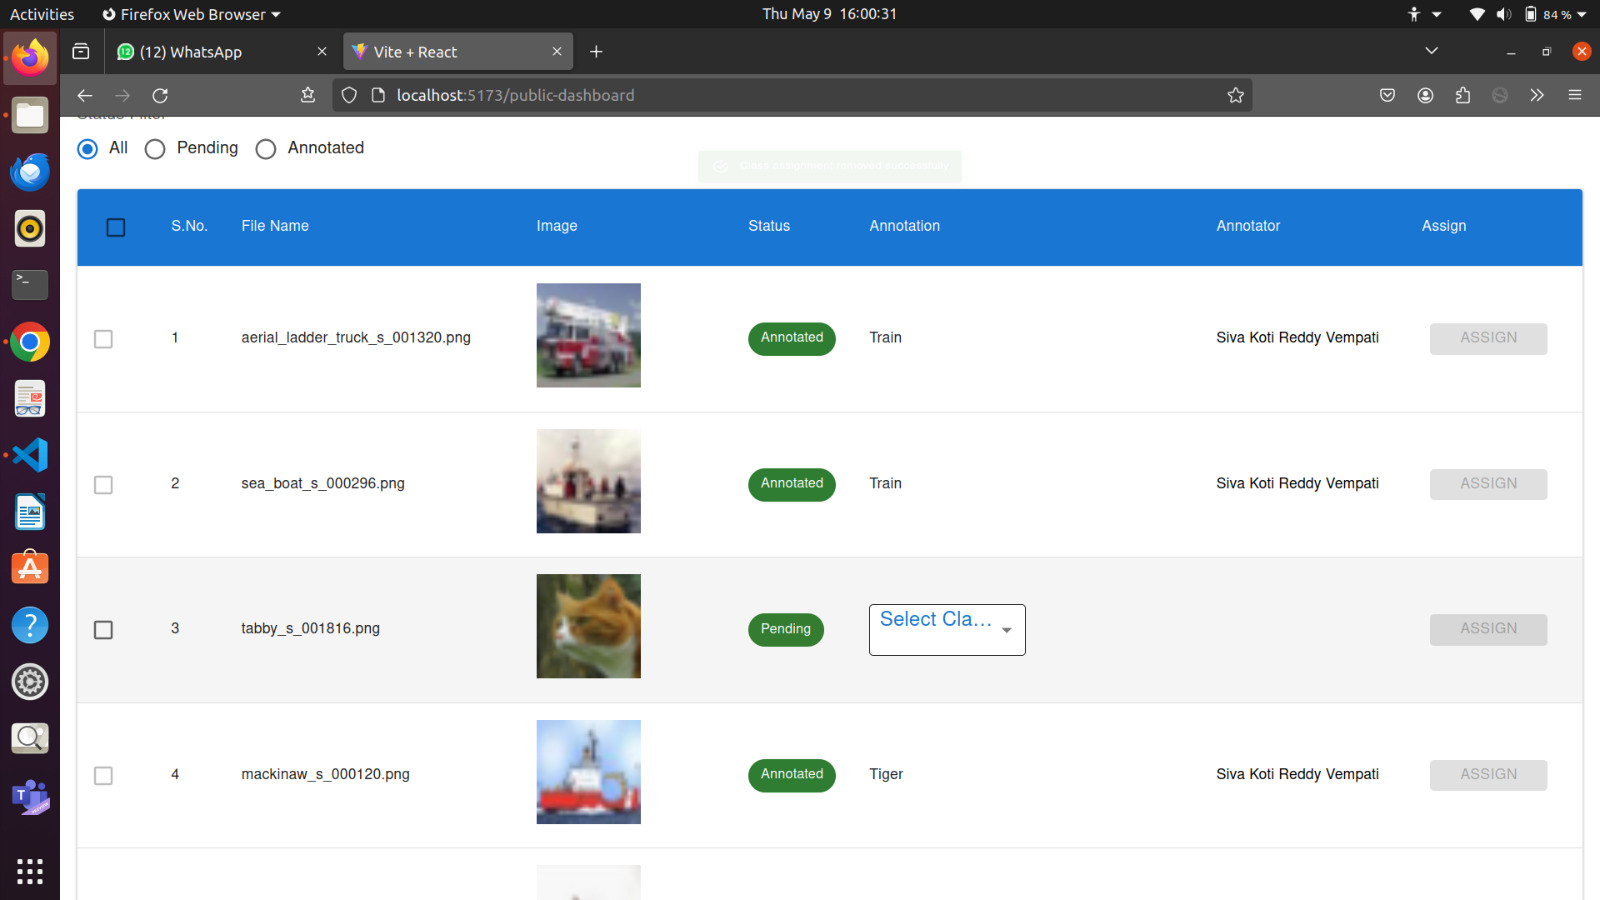 Activities
Firefox Web Browser
Thu May 9 16:00:31
84 %
(12) WhatsApp
Vite + React
localhost:5173/public-dashboard
Status Filter
All
Pending
Annotated
S.No.
File Name
Image
Status
Annotation
Annotator
Assign
1
aerial_ladder_truck_s_001320.png
Annotated
Train
Siva Koti Reddy Vempati
ASSIGN
2
sea_boat_s_000296.png
Annotated
Train
Siva Koti Reddy Vempati
ASSIGN
3
tabby_s_001816.png
Pending
Select Cla...
ASSIGN
4
mackinaw_s_000120.png
Annotated
Tiger
Siva Koti Reddy Vempati
ASSIGN